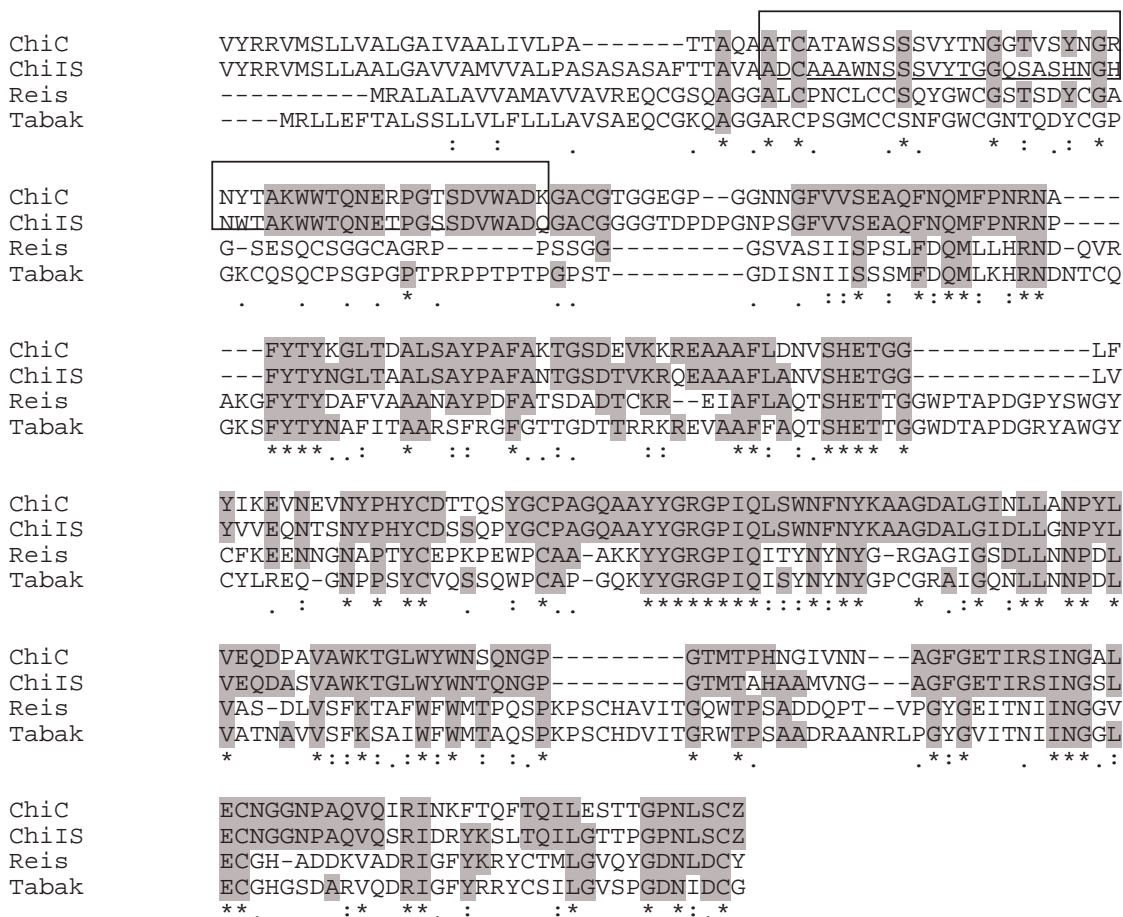 ChiC VYRRVMSLLVALGAIVAALIVLPA-------TTAQAATCATAWSSSSVYTNGGTVSYNGR
ChiIS VYRRVMSLLAALGAVVAMVVALPASASASASAFTTAVAADCAAAWNSSSVYTGGQSASHNGH
Reis ----------MRALALAVVAMAVVAVREQCGSQAGGALCPNCLCCSQYGWCGSTSDYCGA
Tabak ----MRLLEFTALSSLLVLFLLLAVSAEQCGKQAGGARCPSGMCCSNFGWCGNTQDYCGP
: : . . * .* * .*. * : .: *
ChiC NYTAKWWTQNERPGTSDVWADKGACGTGGEGP--GGNNGFVVSEAQFNQMFPNRNA----
ChiIS NWTAKWWTQNETPGSSDVWADQGACGGGGTDPDPGNPSGFVVSEAQFNQMFPNRNP----
Reis G-SESQCSGGCAGRP------PSSGG---------GSVASIISPSLFDQMLLHRND-QVR
Tabak GKCQSQCPSGPGPTPRPPTPTPGPST---------GDISNIISSSMFDQMLKHRNDNTCQ
. . . . * . .. . . ::* : *:**: :**
ChiC ---FYTYKGLTDALSAYPAFAKTGSDEVKKREAAAFLDNVSHETGG------------LF
ChiIS ---FYTYNGLTAALSAYPAFANTGSDTVKRQEAAAFLANVSHETGG------------LV
Reis AKGFYTYDAFVAAANAYPDFATSDADTCKR--EIAFLAQTSHETTGGWPTAPDGPYSWGY
Tabak GKSFYTYNAFITAARSFRGFGTTGDTTRRKREVAAFFAQTSHETTGGWDTAPDGRYAWGY
****..: * :: *..:. :: **: :.**** *
ChiC YIKEVNEVNYPHYCDTTQSYGCPAGQAAYYGRGPIQLSWNFNYKAAGDALGINLLANPYL
ChiIS YVVEQNTSNYPHYCDSSQPYGCPAGQAAYYGRGPIQLSWNFNYKAAGDALGIDLLGNPYL
Reis CFKEENNGNAPTYCEPKPEWPCAA-AKKYYGRGPIQITYNYNYG-RGAGIGSDLLNNPDL
Tabak CYLREQ-GNPPSYCVQSSQWPCAP-GQKYYGRGPIQISYNYNYGPCGRAIGQNLLNNPDL
. : * * ** . : *.. ********:::*:** * .:* :** ** *
ChiC VEQDPAVAWKTGLWYWNSQNGP---------GTMTPHNGIVNN---AGFGETIRSINGAL
ChiIS VEQDASVAWKTGLWYWNTQNGP---------GTMTAHAAMVNG---AGFGETIRSINGSL
Reis VAS-DLVSFKTAFWFWMTPQSPKPSCHAVITGQWTPSADDQPT--VPGYGEITNIINGGV
Tabak VATNAVVSFKSAIWFWMTAQSPKPSCHDVITGRWTPSAADRAANRLPGYGVITNIINGGL
* *::*:.:*:* : :.* * *. .*:* . ***.:
ChiC ECNGGNPAQVQIRINKFTQFTQILESTTGPNLSCZ
ChiIS ECNGGNPAQVQSRIDRYKSLTQILGTTPGPNLSCZ
Reis ECGH-ADDKVADRIGFYKRYCTMLGVQYGDNLDCY
Tabak ECGHGSDARVQDRIGFYRRYCSILGVSPGDNIDCG
**. :* **. : :* * *:.*